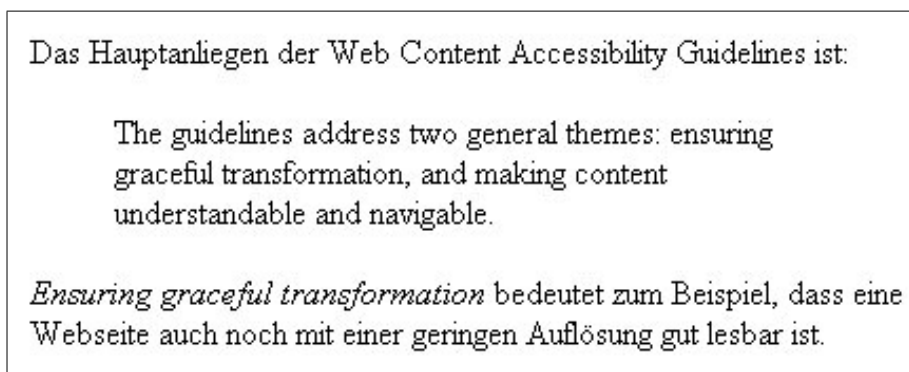 Das Hauptanliegen der Web Content Accessibility Guidelines ist:
The guidelines address two general themes: ensuring
graceful transformation, and making content
understandable and navigable.
Ensuring graceful transformation bedeutet zum Beispiel, dass eine
Webseite auch noch mit einer geringen Auflösung gut lesbar ist.